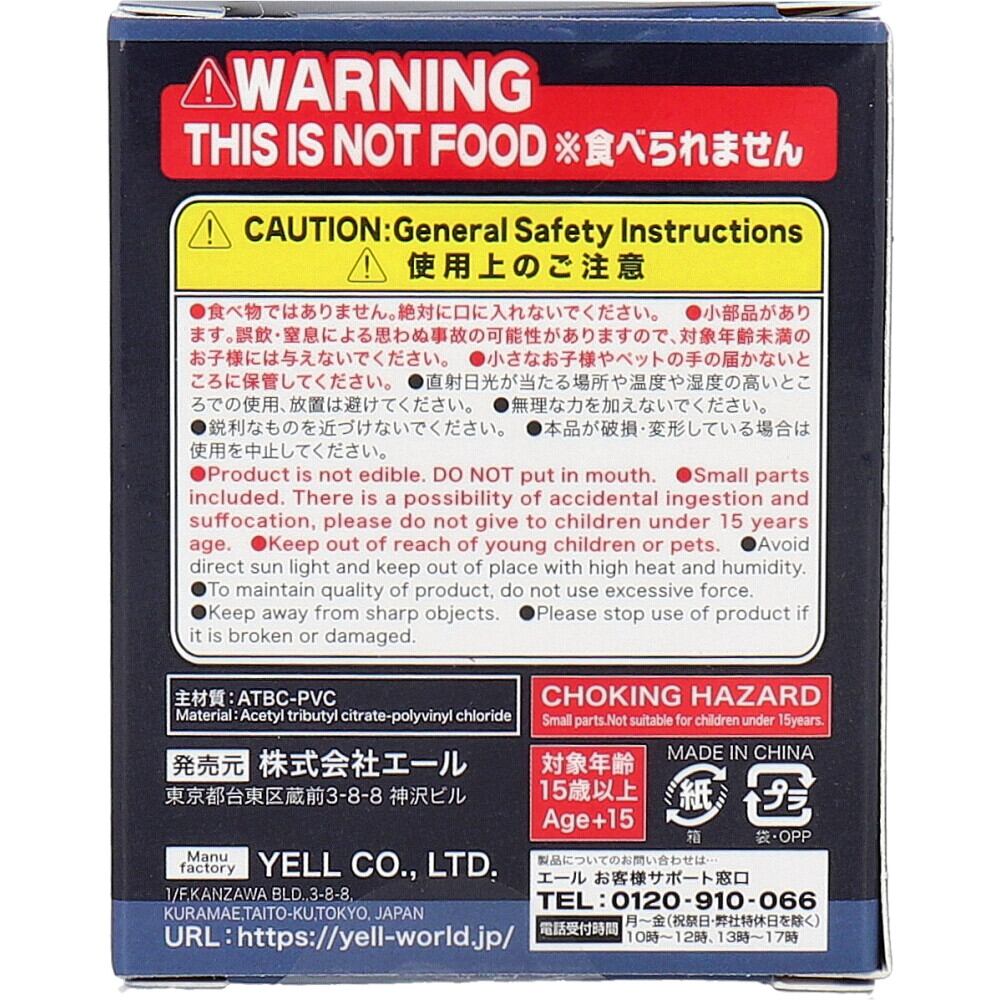 ⚠WARNING
THIS IS NOT FOOD ※食べられません
⚠ CAUTION:General Safety Instructions
⚠ 使用上のご注意
●食べ物ではありません。絶対に口に入れないでください。 ●小部品があり
ます。誤飲・窒息による思わぬ事故の可能性がありますので、対象年齢未満の
お子様には与えないでください。 ●小さなお子様やペットの手の届かないと
ころに保管してください。 ●直射日光が当たる場所や温度や湿度の高いとこ
ろでの使用、放置は避けてください。 ●無理な力を加えないでください。
●鋭利なものを近づけないでください。 ●本品が破損・変形している場合は
使用を中止してください。
●Product is not edible. DO NOT put in mouth. ●Small parts
included. There is a possibility of accidental ingestion and
suffocation, please do not give to children under 15 years
age. ●Keep out of reach of young children or pets. ●Avoid
direct sun light and keep out of place with high heat and humidity.
●To maintain quality of product, do not use excessive force.
●Keep away from sharp objects. ●Please stop use of product if
it is broken or damaged.
主材質：ATBC-PVC
Material：Acetyl tributyl citrate-polyvinyl chloride
CHOKING HAZARD
Small parts.Not suitable for children under 15years.
発売元 株式会社エール
東京都台東区蔵前3-8-8 神沢ビル
対象年齢
15歳以上
Age+15
MADE IN CHINA
紙
箱
プラ
袋・OPP
Manu
factory
YELL CO., LTD.
1/F.KANZAWA BLD.,3-8-8,
KURAMAE,TAITO-KU,TOKYO, JAPAN
URL：https://yell-world.jp/
製品についてのお問い合わせは…
エール お客様サポート窓口
TEL：0120-910-066
電話受付時間 月～金(祝祭日・弊社特休日を除く)
10時～12時、13時～17時